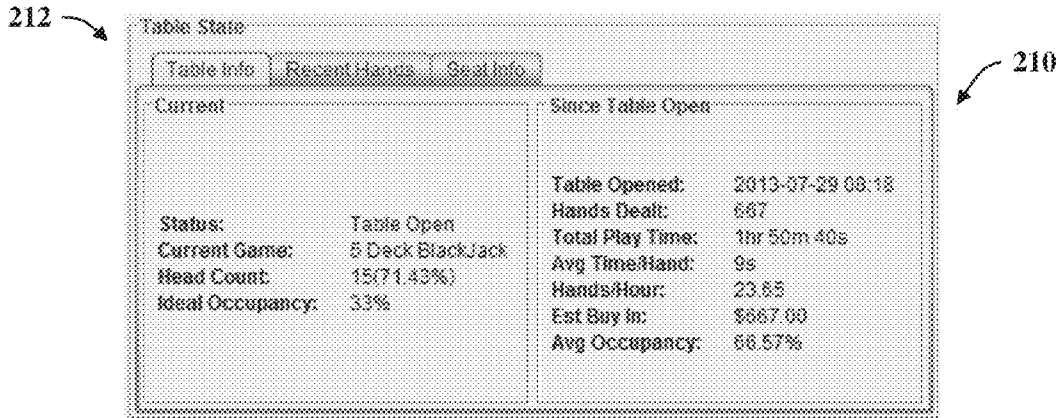 212
210
Table State
Table Info Recent Hands Seat Info
Current
Status: Table Open
Current Game: 5 Deck BlackJack
Head Count: 15(71.43%)
Ideal Occupancy: 33%
Since Table Open
Table Opened: 2013-07-29 08:18
Hands Dealt: 667
Total Play Time: 1hr 50m 40s
Avg Time/Hand: 9s
Hands/Hour: 23.65
Est Buy In: $667.00
Avg Occupancy: 66.57%